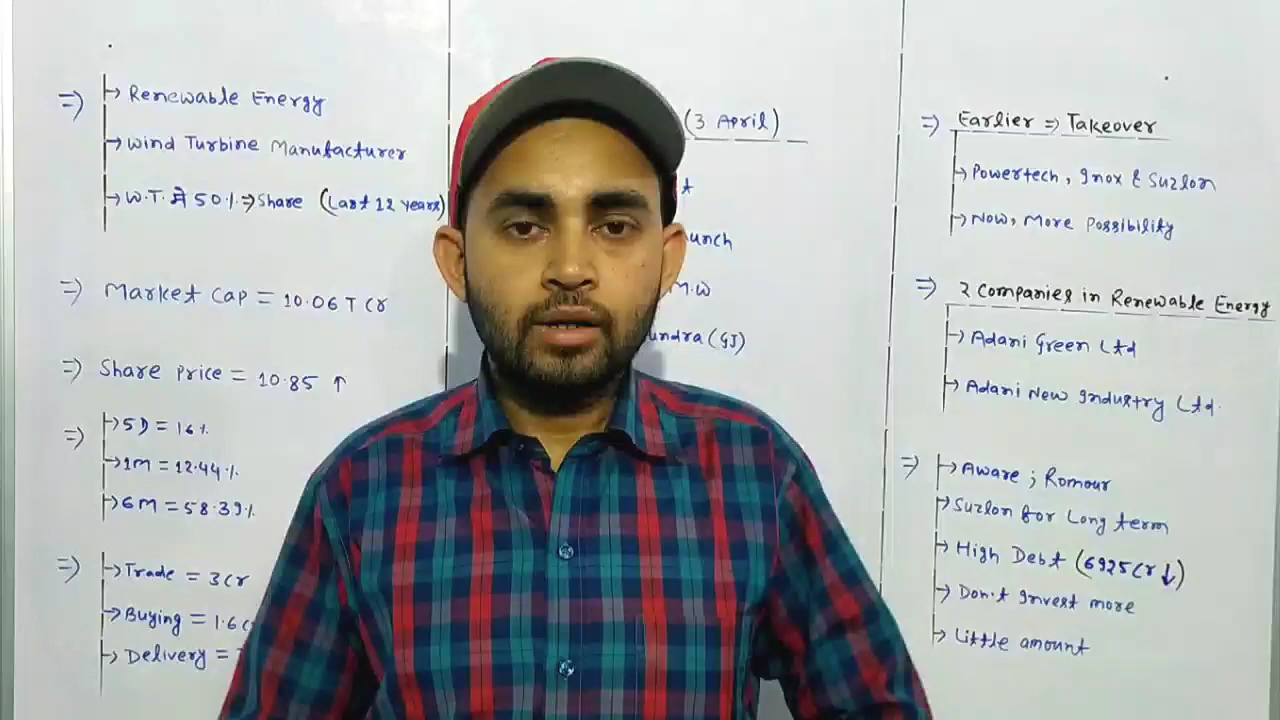 => → Renewable Energy
→ Wind Turbine Manufacturer
→ W.T. में 50% => Share (Last 12 years)
=> Market Cap = 10.06 T Cr
=> Share Price = 10.85 ↑
=> → 5D = 16%
→ 1M = 12.44%
→ 6M = 58.39%
=> → Trade = 3Cr
→ Buying = 1.6
→ Delivery =
(3 April)
M.W
(GJ)
=> Earlier => Takeover
→ Powertech, Inox & Suzlon
→ Now, More Possibility
=> 2 Companies in Renewable Energy
→ Adani Green Ltd
→ Adani New Industry Ltd.
=> → Aware ; Romour
→ Suzlon for Long term
→ High Debt (6925Cr ↓)
→ Don't Invest more
→ Little amount